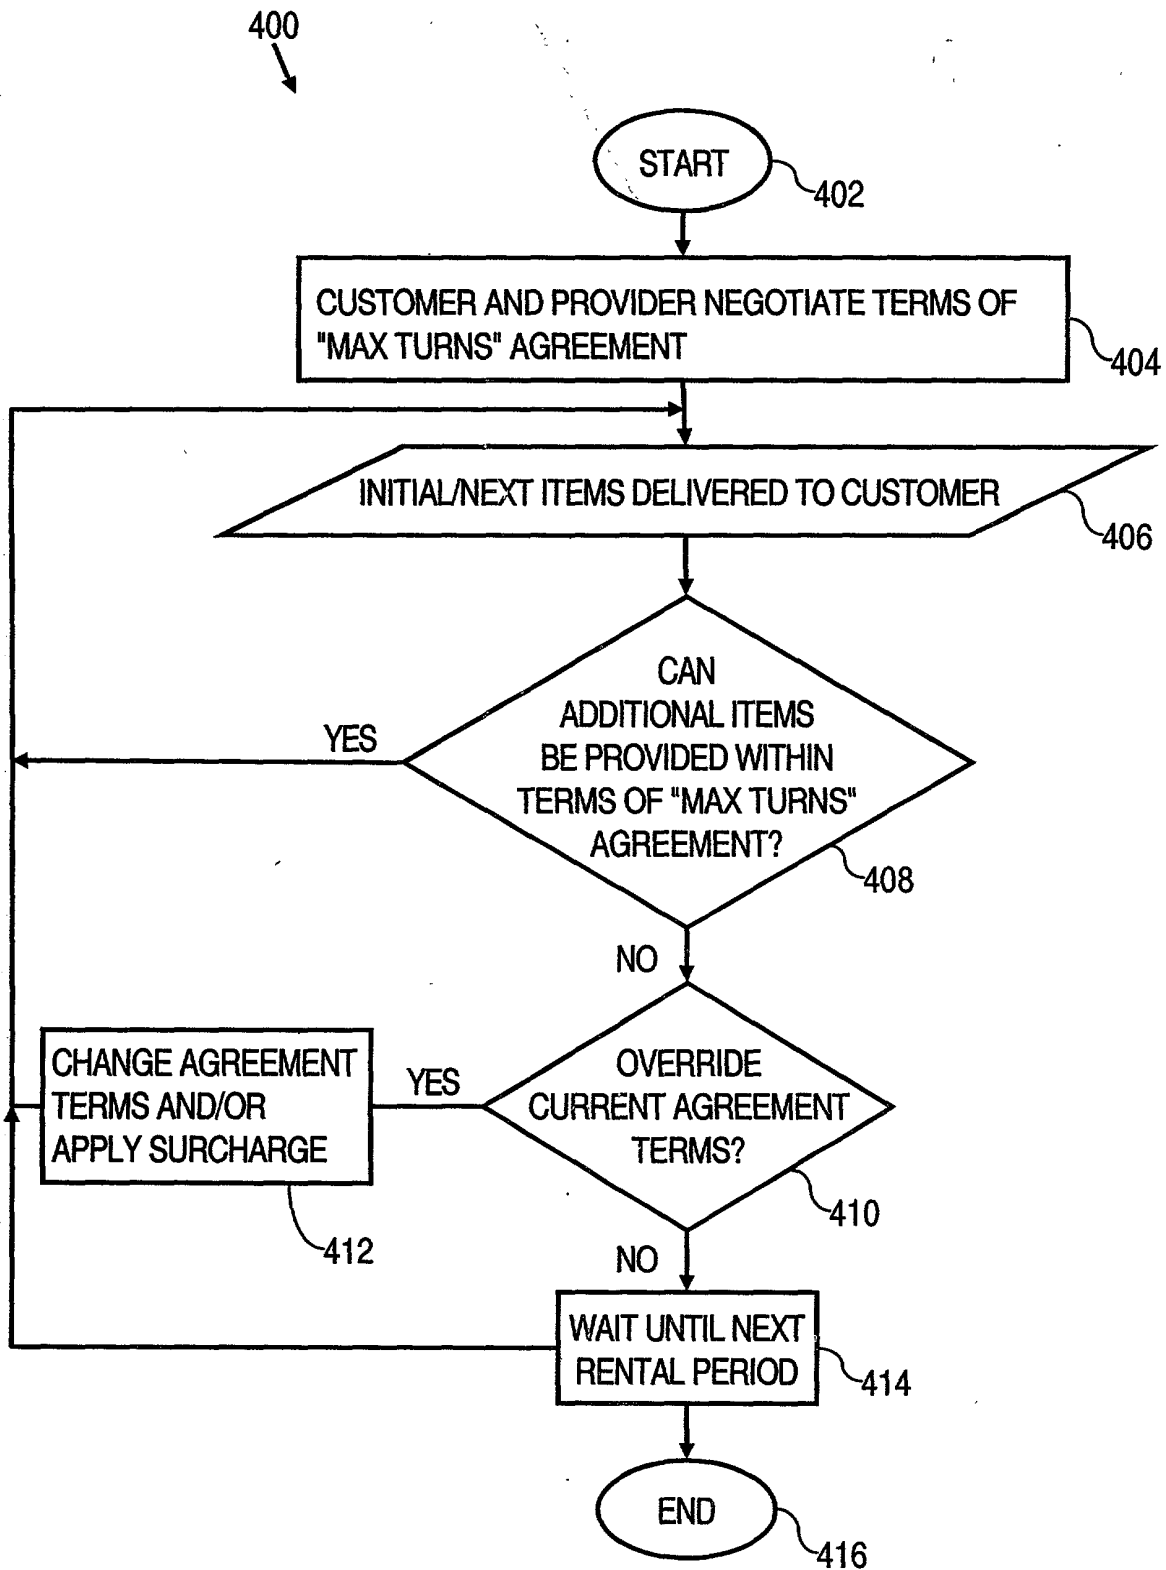 400
START
402
CUSTOMER AND PROVIDER NEGOTIATE TERMS OF
"MAX TURNS" AGREEMENT
404
INITIAL/NEXT ITEMS DELIVERED TO CUSTOMER
406
CAN
ADDITIONAL ITEMS
BE PROVIDED WITHIN
TERMS OF "MAX TURNS"
AGREEMENT?
YES
408
NO
OVERRIDE
CURRENT AGREEMENT
TERMS?
YES
410
CHANGE AGREEMENT
TERMS AND/OR
APPLY SURCHARGE
412
NO
WAIT UNTIL NEXT
RENTAL PERIOD
414
END
416